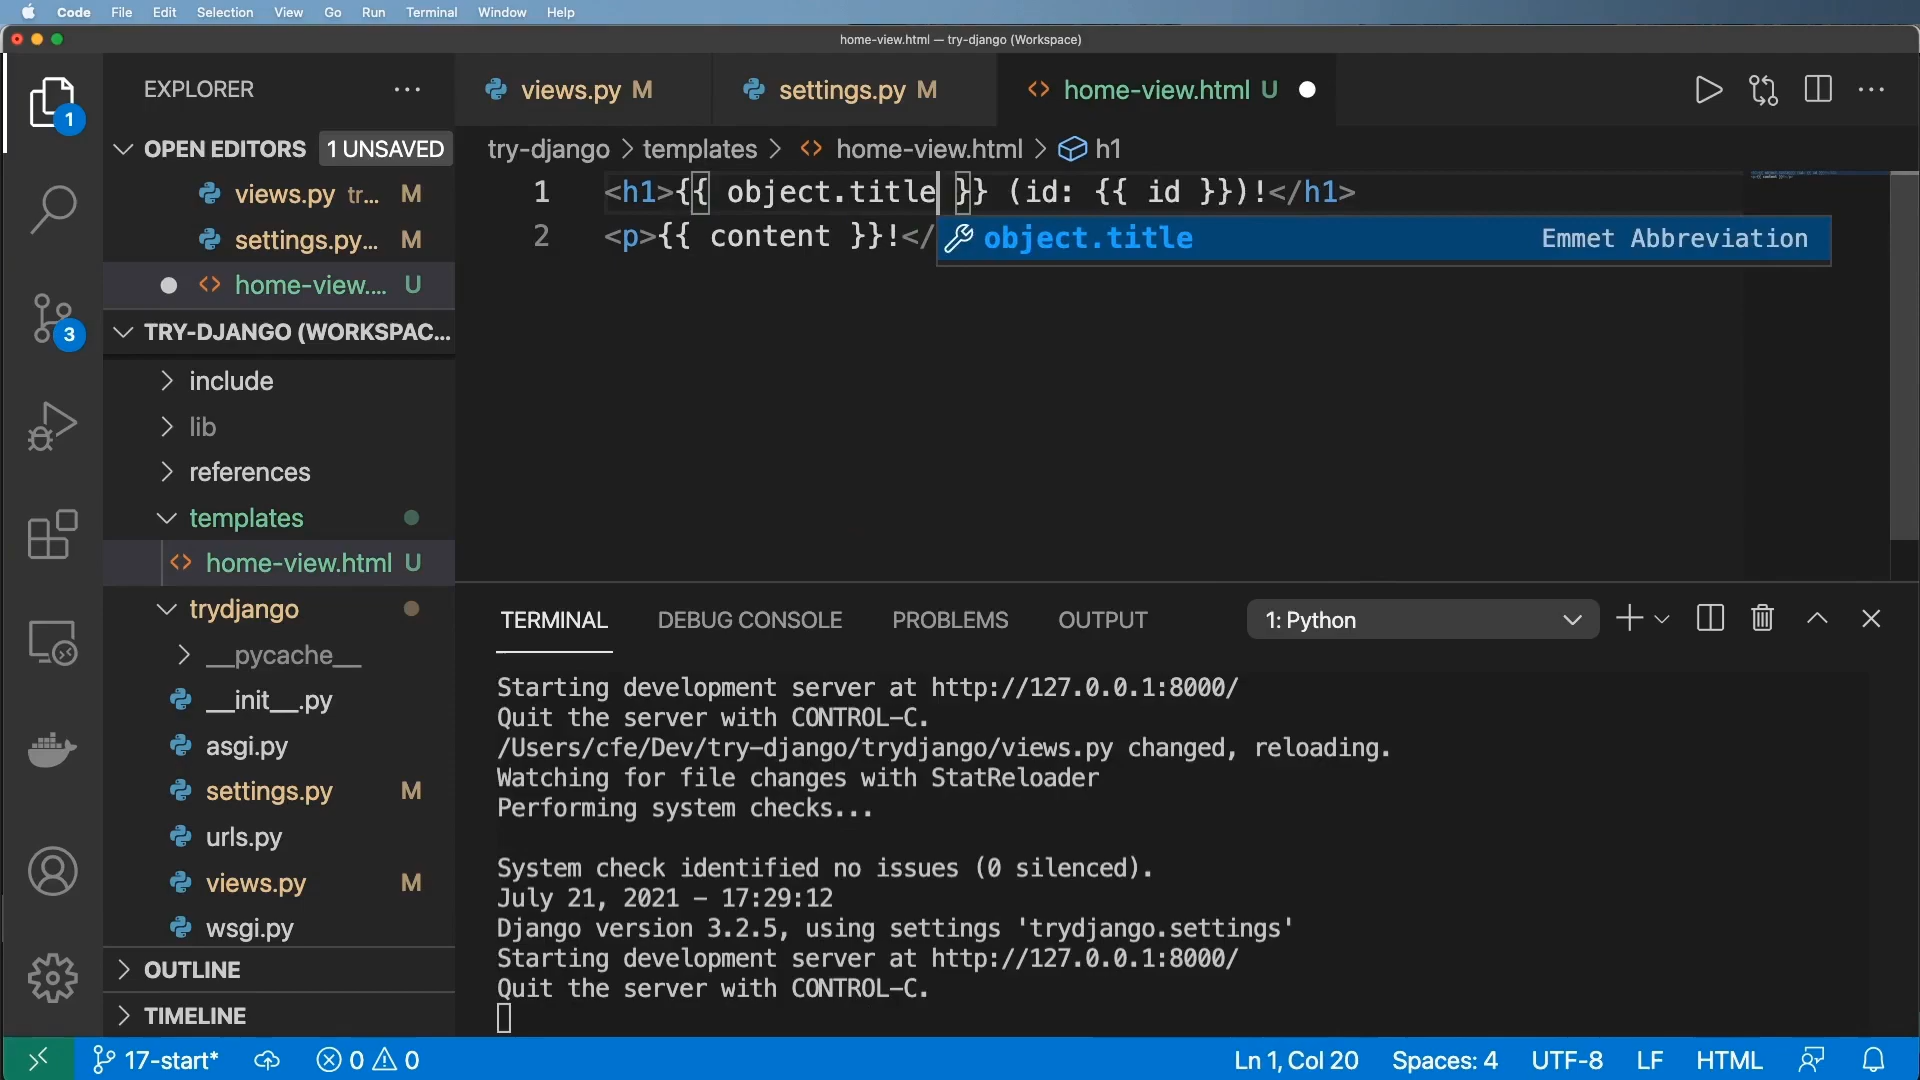 Code File Edit Selection View Go Run Terminal Window Help
home-view.html — try-django (Workspace)
EXPLORER
1
OPEN EDITORS 1 UNSAVED
views.py tr... M
settings.py... M
home-view.... U
3
TRY-DJANGO (WORKSPAC...
include
lib
references
templates
home-view.html U
trydjango
__pycache__
__init__.py
asgi.py
settings.py M
urls.py
views.py M
wsgi.py
OUTLINE
TIMELINE
views.py M settings.py M home-view.html U
try-django > templates > home-view.html > h1
1 <h1>{{ object.title }} (id: {{ id }})!</h1>
2 <p>{{ content }}!</
object.title Emmet Abbreviation
TERMINAL DEBUG CONSOLE PROBLEMS OUTPUT 1: Python
Starting development server at http://127.0.0.1:8000/
Quit the server with CONTROL-C.
/Users/cfe/Dev/try-django/trydjango/views.py changed, reloading.
Watching for file changes with StatReloader
Performing system checks...
System check identified no issues (0 silenced).
July 21, 2021 - 17:29:12
Django version 3.2.5, using settings 'trydjango.settings'
Starting development server at http://127.0.0.1:8000/
Quit the server with CONTROL-C.
17-start* 0 0 Ln 1, Col 20 Spaces: 4 UTF-8 LF HTML